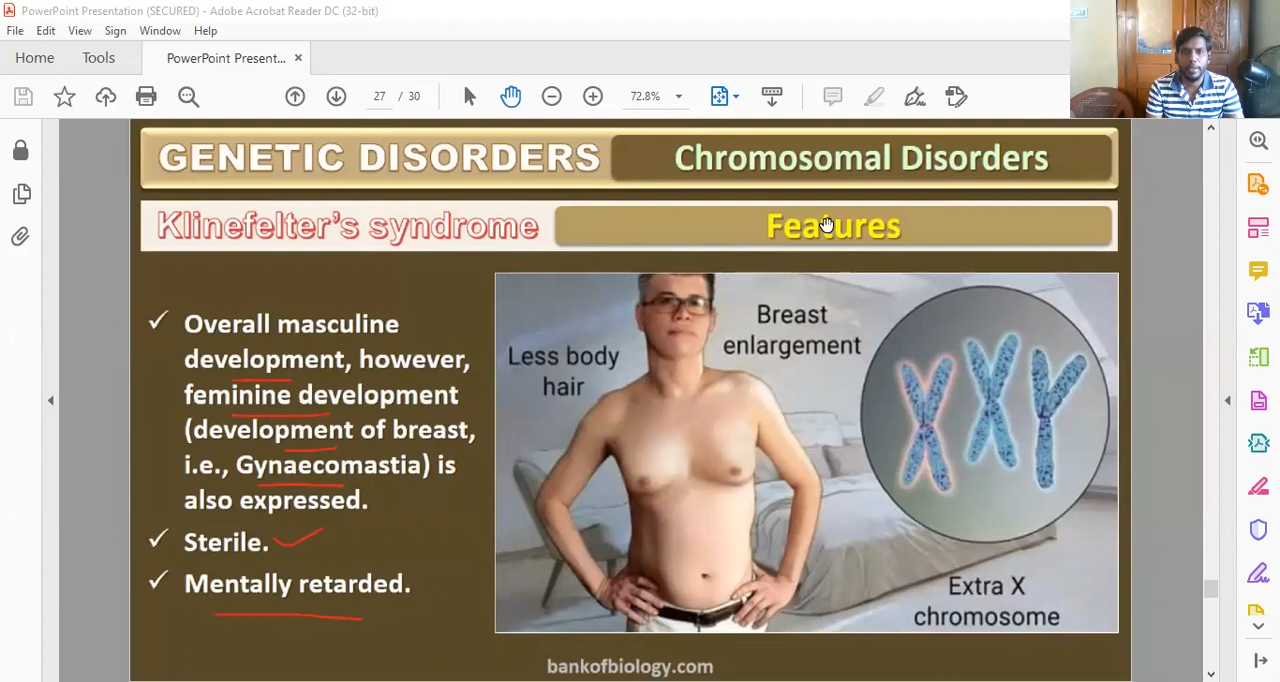 PowerPoint Presentation (SECURED) - Adobe Acrobat Reader DC (32-bit)
File Edit View Sign Window Help
Home Tools PowerPoint Present... ×
27 / 30 72.8%
GENETIC DISORDERS Chromosomal Disorders
Klinefelter's syndrome Features
✓ Overall masculine
development, however,
feminine development
(development of breast,
i.e., Gynaecomastia) is
also expressed.
✓ Sterile.
✓ Mentally retarded.
Less body
hair
Breast
enlargement
Extra X
chromosome
bankofbiology.com